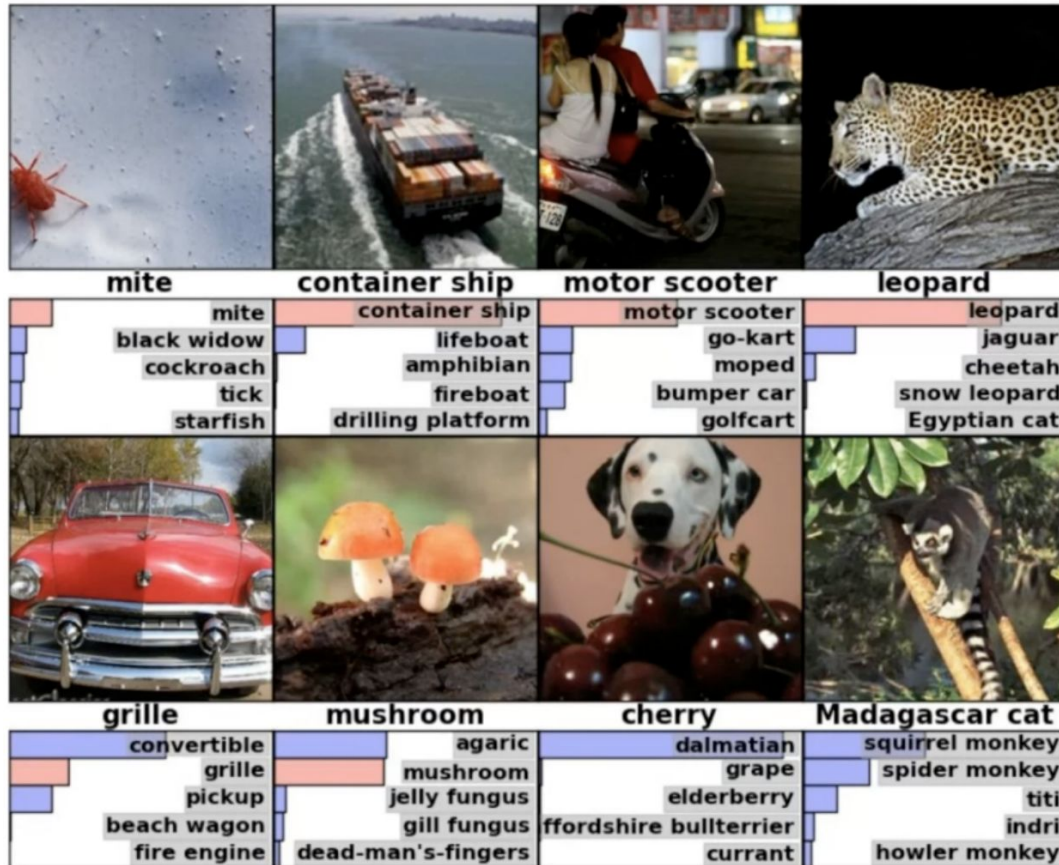 mite
container ship
motor scooter
leopard
mite
black widow
cockroach
tick
starfish
container ship
lifeboat
amphibian
fireboat
drilling platform
motor scooter
go-kart
moped
bumper car
golfcart
leopard
jaguar
cheetah
snow leopard
Egyptian cat
grille
mushroom
cherry
Madagascar cat
convertible
grille
pickup
beach wagon
fire engine
agaric
mushroom
jelly fungus
gill fungus
dead-man's-fingers
dalmatian
grape
elderberry
ffordshire bullterrier
currant
squirrel monkey
spider monkey
titi
indri
howler monkey